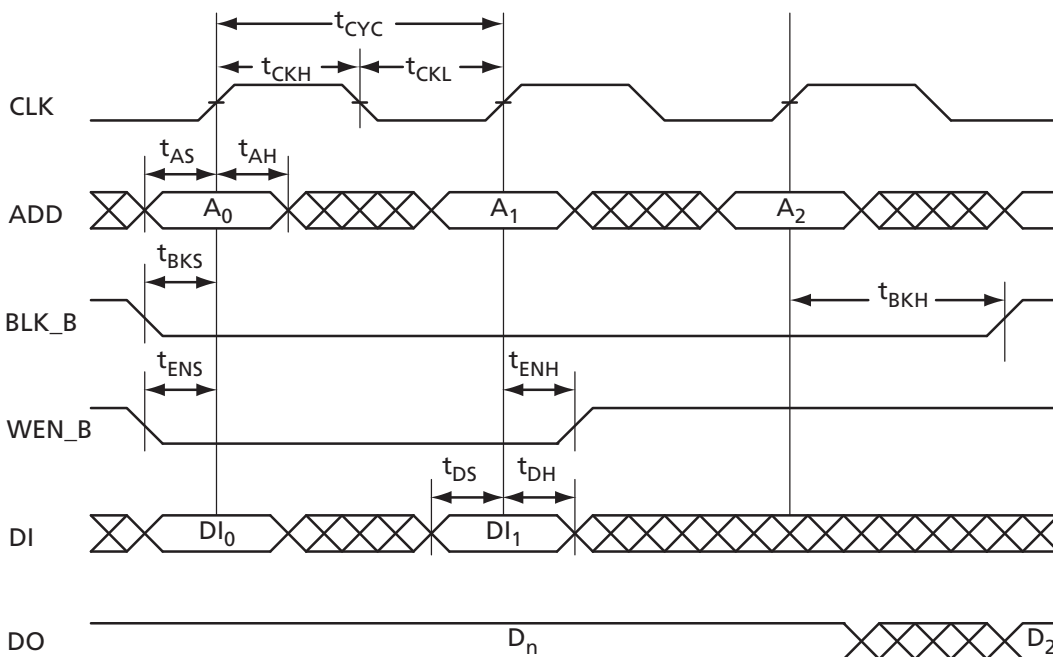 tCYC
tCKH tCKL
CLK
tAS tAH
ADD A0 A1 A2
tBKS
tBKH
BLK_B
tENS tENH
WEN_B
tDS tDH
DI DI0 DI1
DO Dn D2